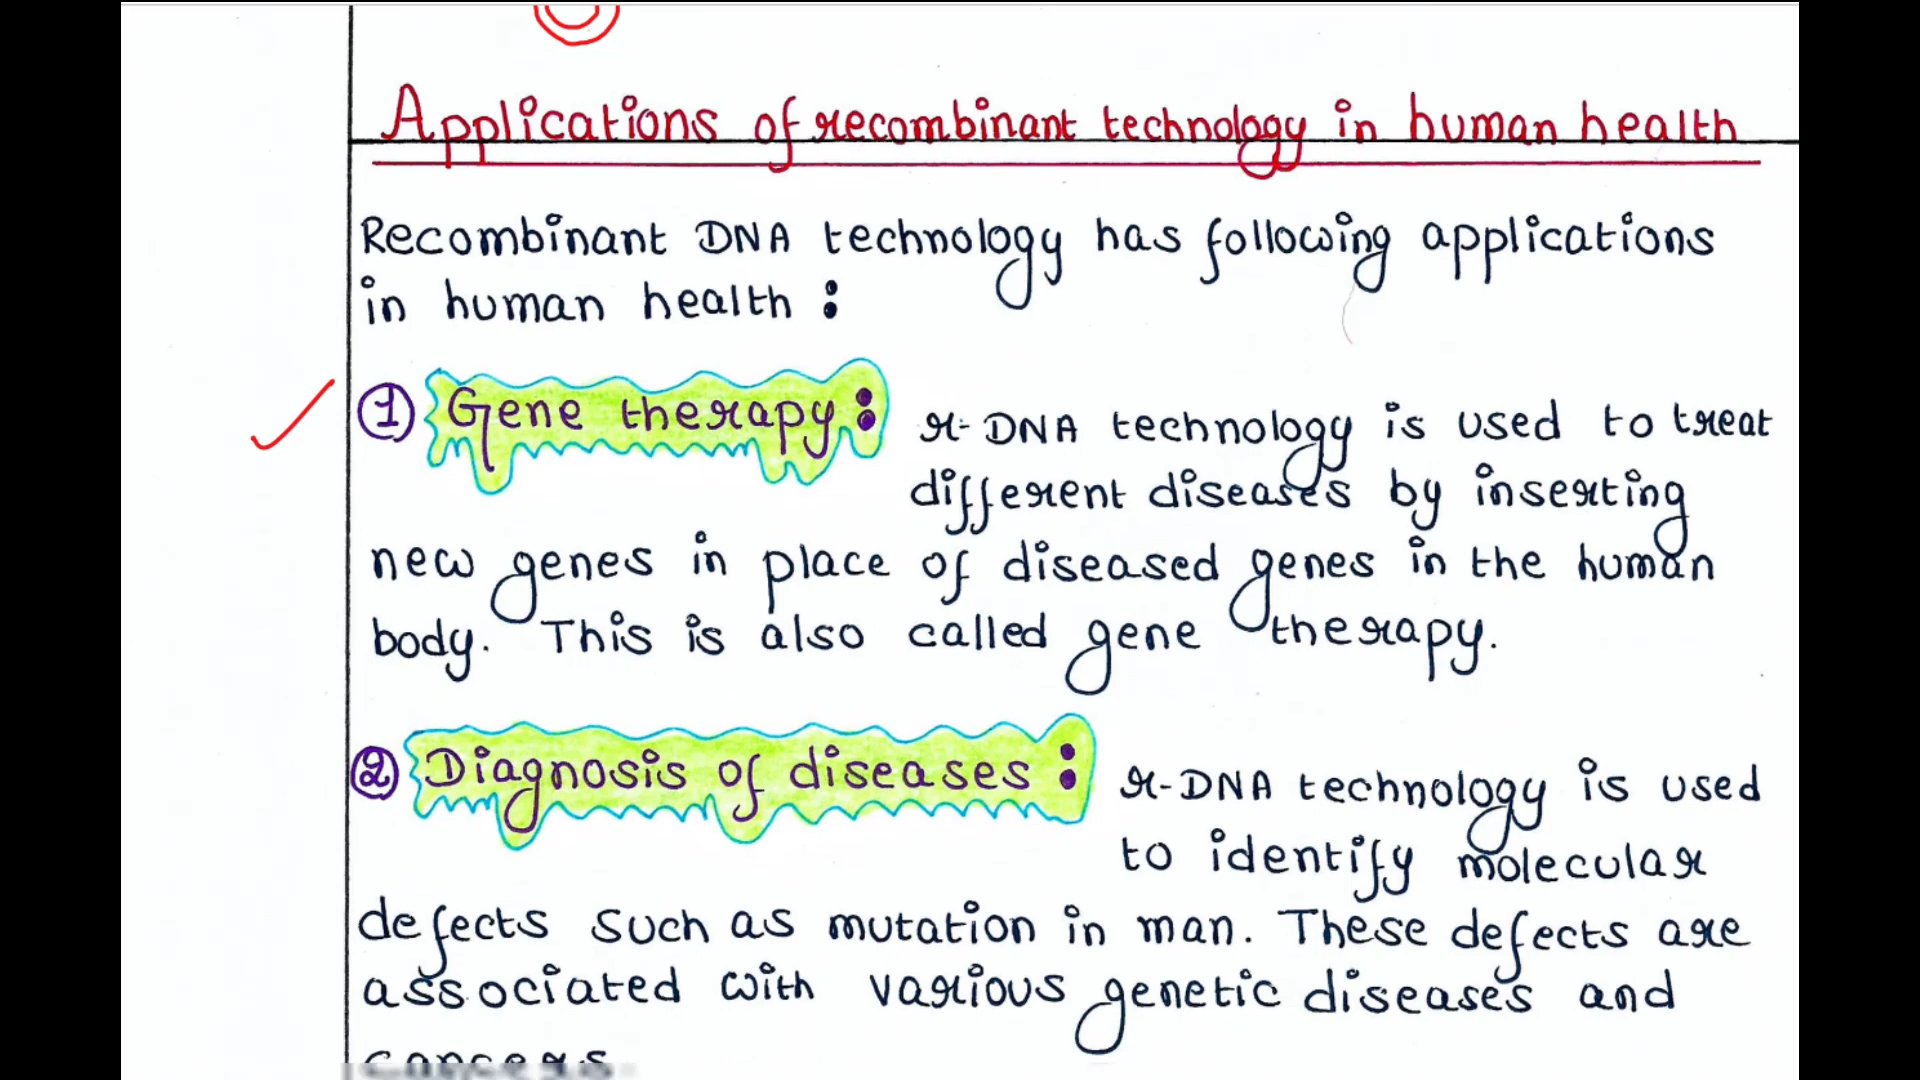 Applications of recombinant technology in human health
Recombinant DNA technology has following applications
in human health :
① Gene therapy : r-DNA technology is used to treat
different diseases by inserting
new genes in place of diseased genes in the human
body. This is also called gene therapy.
② Diagnosis of diseases : r-DNA technology is used
to identify molecular
defects such as mutation in man. These defects are
associated with various genetic diseases and
cancers.